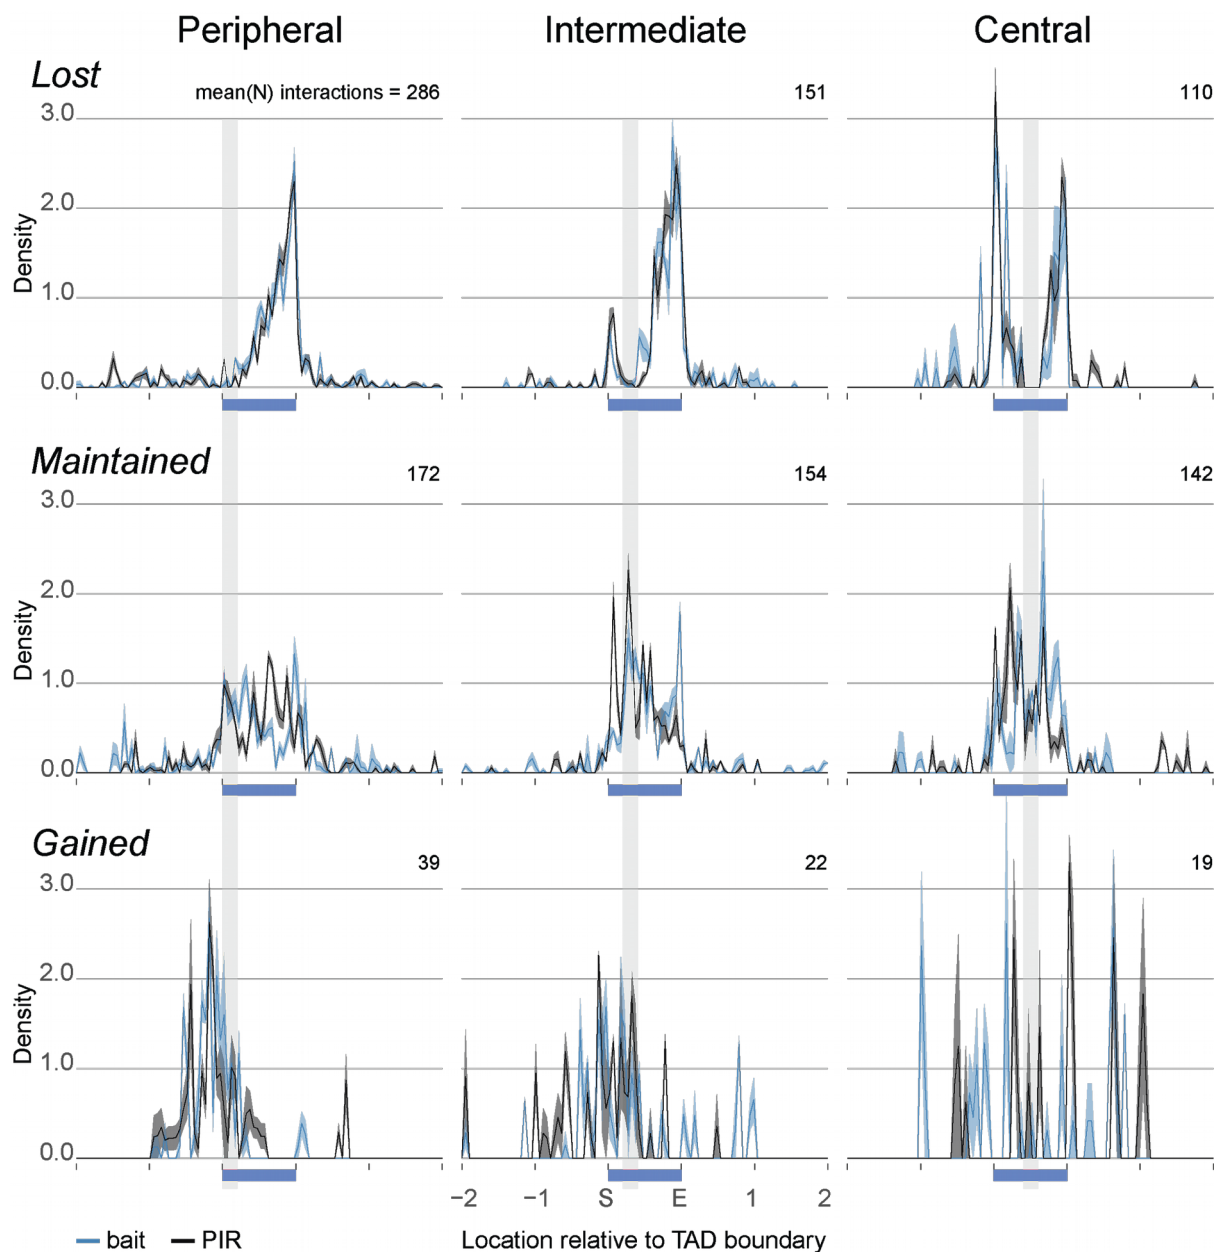 Peripheral Intermediate Central
Lost
mean(N) interactions = 286 151 110
3.0
2.0
1.0
0.0
Density
Maintained
172 154 142
3.0
2.0
1.0
0.0
Density
Gained
39 22 19
3.0
2.0
1.0
0.0
Density
−2 −1 S E 1 2
bait PIR Location relative to TAD boundary